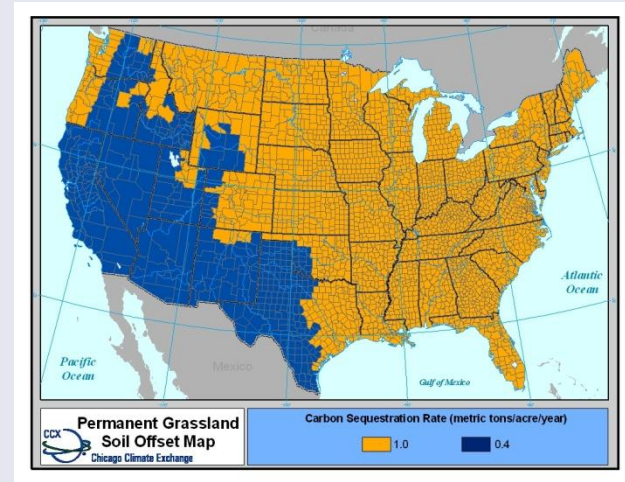 Canada
Atlantic
Ocean
Pacific
Ocean
Mexico
Gulf of Mexico
CCX
Permanent Grassland
Soil Offset Map
Chicago Climate Exchange
Carbon Sequestration Rate (metric tons/acre/year)
1.0
0.4